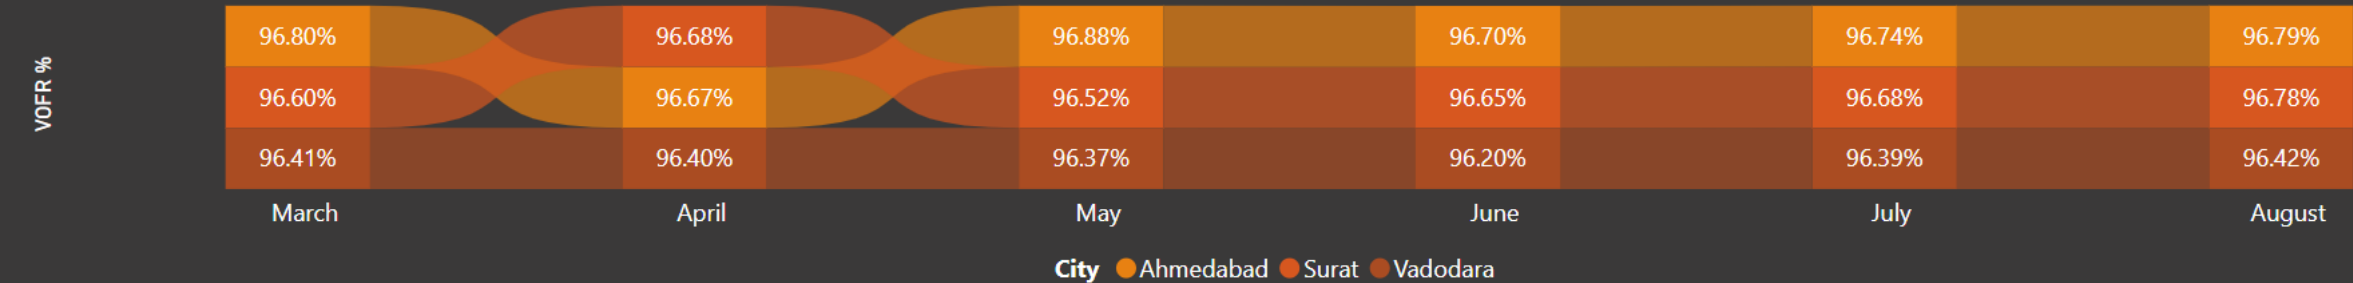 VOFR %
96.80% 96.68% 96.88% 96.70% 96.74% 96.79%
96.60% 96.67% 96.52% 96.65% 96.68% 96.78%
96.41% 96.40% 96.37% 96.20% 96.39% 96.42%
March April May June July August
City Ahmedabad Surat Vadodara